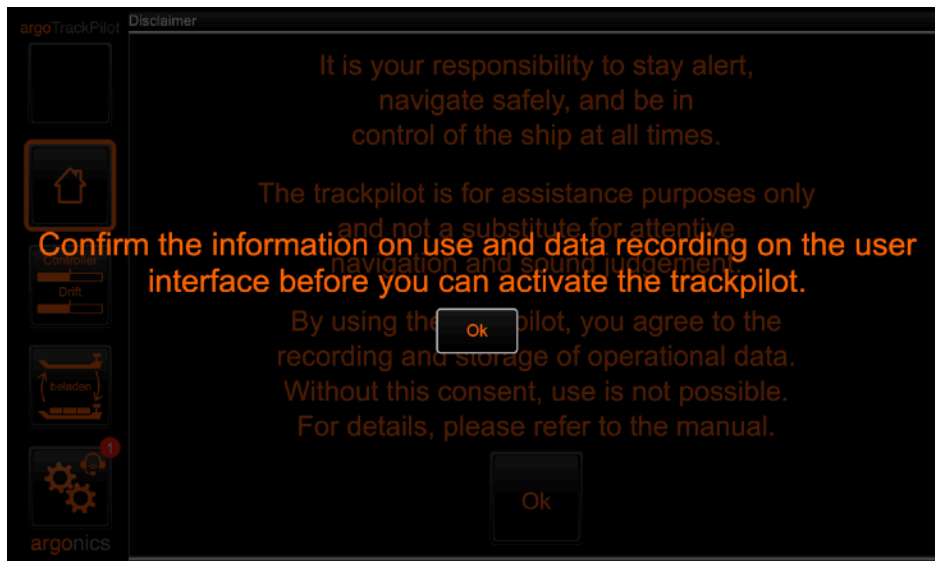 argoTrackPilot
Disclaimer
It is your responsibility to stay alert,
navigate safely, and be in
control of the ship at all times.
The trackpilot is for assistance purposes only
and not a substitute for attentive
navigation and sound judgement.
Confirm the information on use and data recording on the user
interface before you can activate the trackpilot.
Ok
By using the pilot, you agree to the
recording and storage of operational data.
Without this consent, use is not possible.
For details, please refer to the manual.
Ok
Controller
Drift
beladen
1
argonics